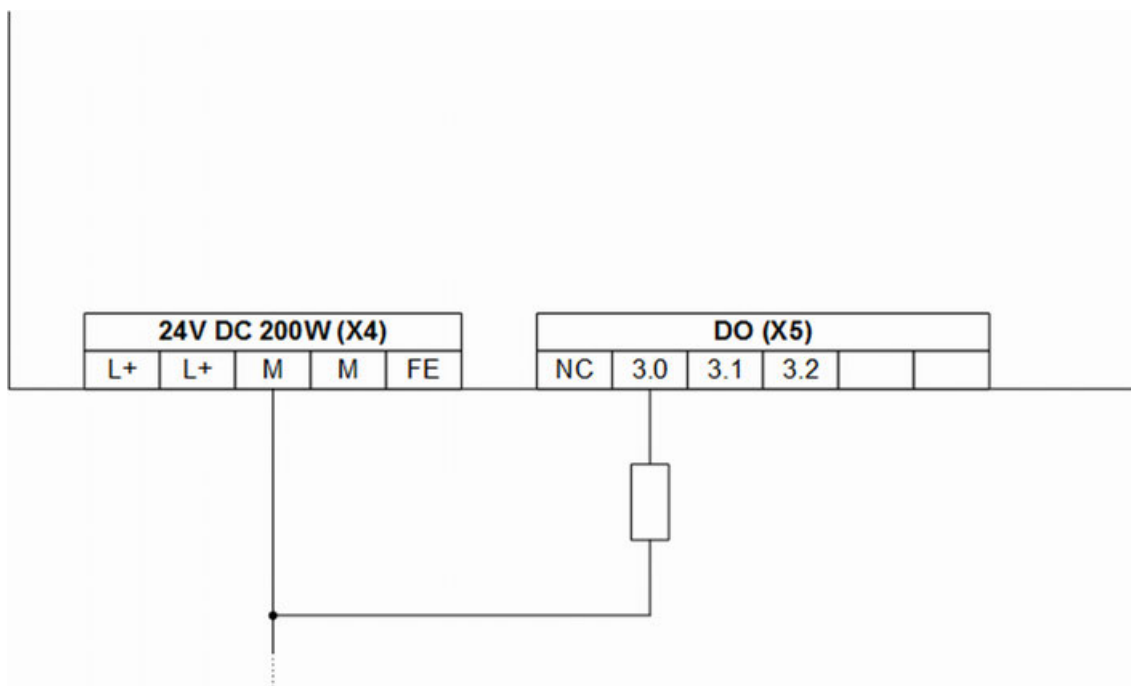 24V DC 200W (X4) DO (X5)
L+ L+ M M FE NC 3.0 3.1 3.2